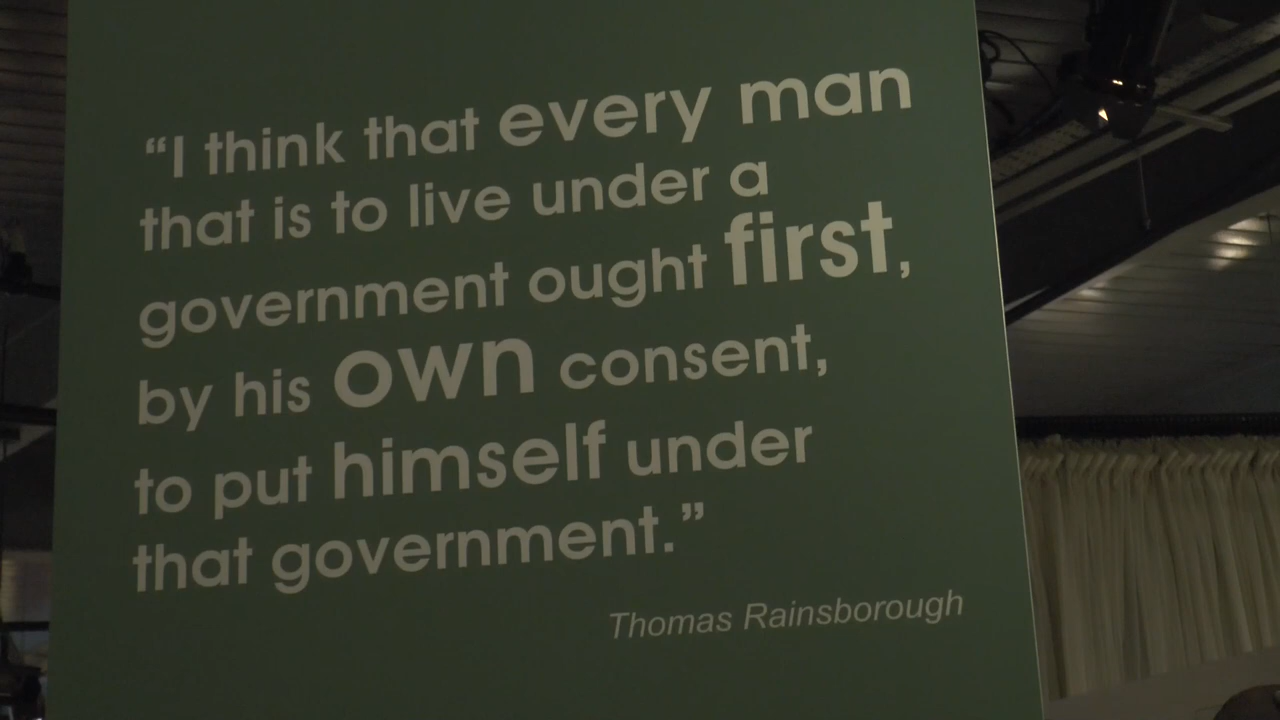 “I think that every man
that is to live under a
government ought first,
by his own consent,
to put himself under
that government.”
Thomas Rainsborough